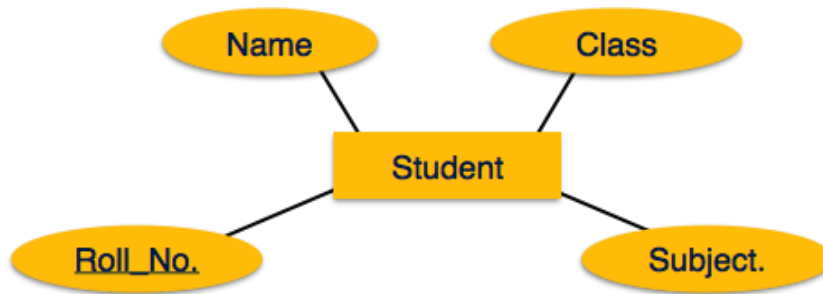 Name
Class
Student
Roll_No.
Subject.